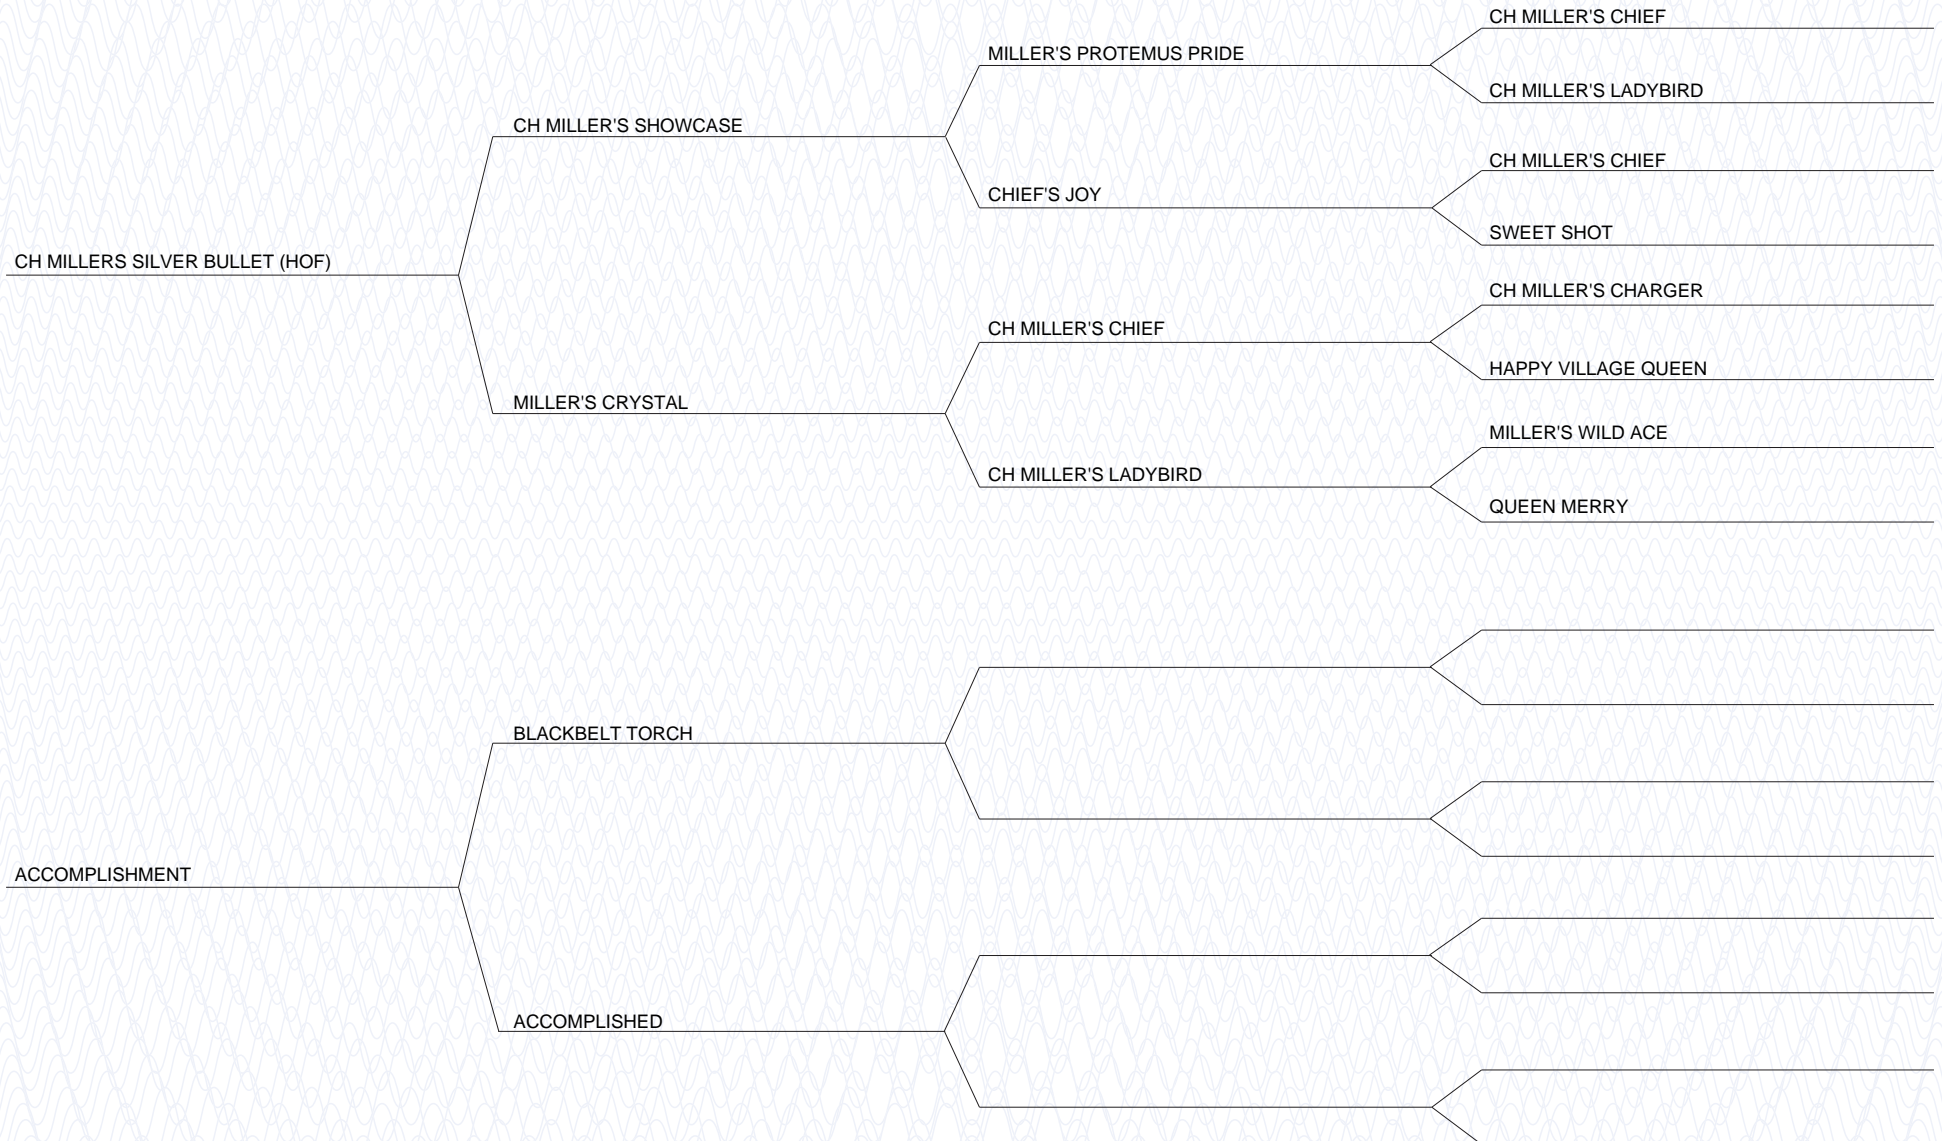 CH MILLER'S CHIEF
MILLER'S PROTEMUS PRIDE
CH MILLER'S LADYBIRD
CH MILLER'S SHOWCASE
CH MILLER'S CHIEF
CHIEF'S JOY
SWEET SHOT
CH MILLERS SILVER BULLET (HOF)
CH MILLER'S CHARGER
CH MILLER'S CHIEF
HAPPY VILLAGE QUEEN
MILLER'S CRYSTAL
MILLER'S WILD ACE
CH MILLER'S LADYBIRD
QUEEN MERRY
BLACKBELT TORCH
ACCOMPLISHMENT
ACCOMPLISHED